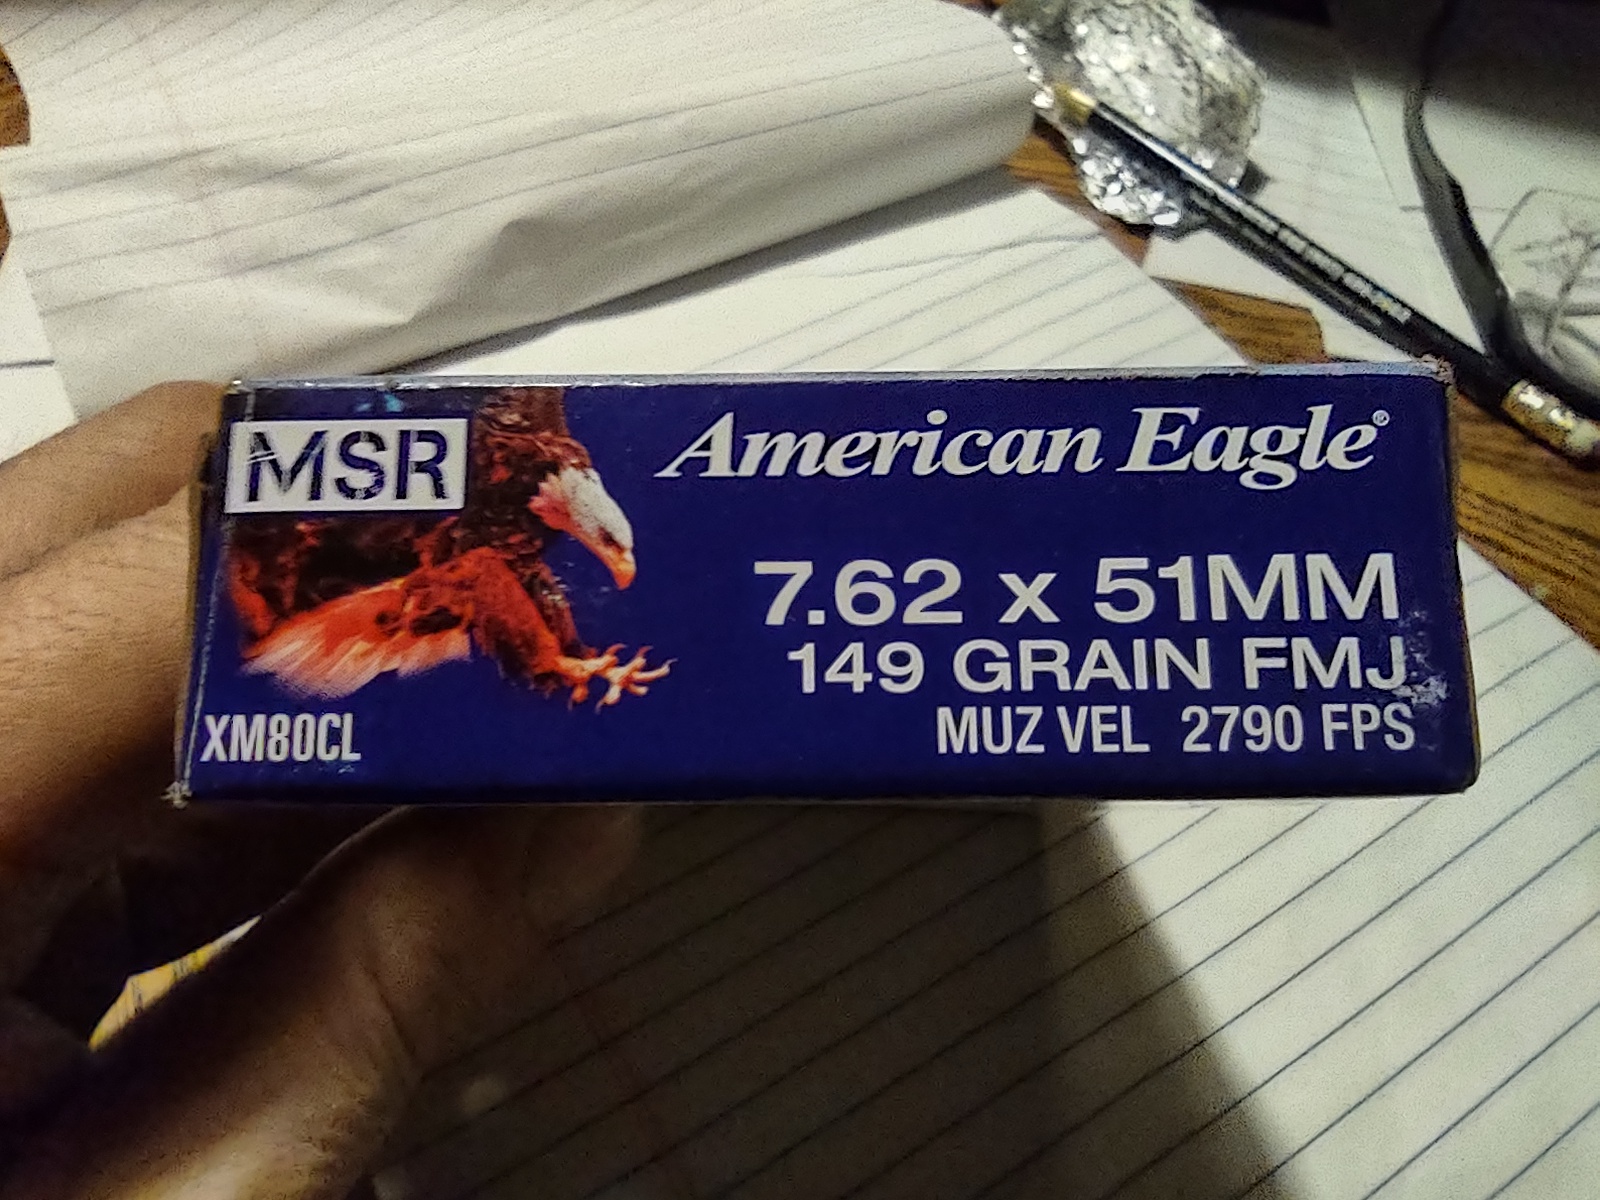 MSR
American Eagle®
7.62 x 51MM
149 GRAIN FMJ
MUZ VEL 2790 FPS
XM80CL